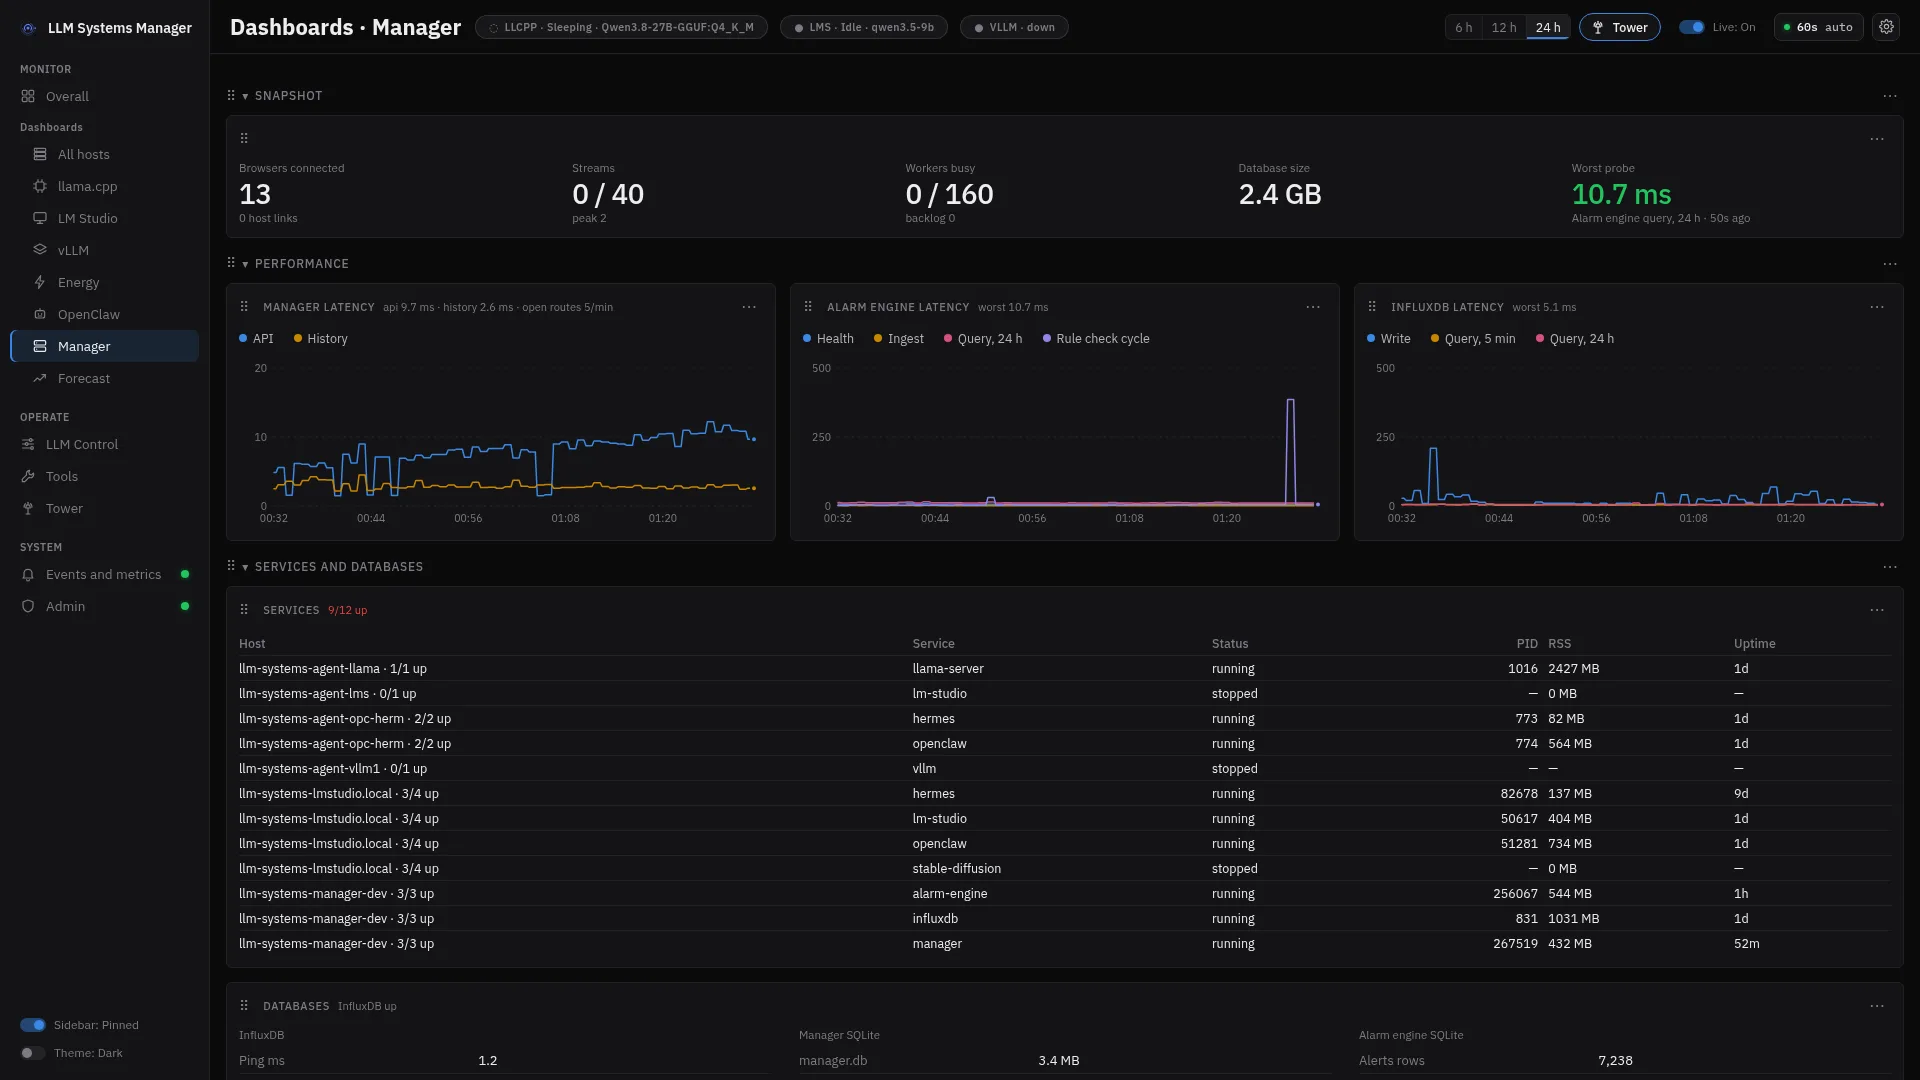 LLM Systems Manager
MONITOR
Overall
Dashboards
All hosts
llama.cpp
LM Studio
vLLM
Energy
OpenClaw
Manager
Forecast
OPERATE
LLM Control
Tools
Tower
SYSTEM
Events and metrics
Admin
Sidebar: Pinned
Theme: Dark
Dashboards · Manager
LLCPP · Sleeping · Qwen3.8-27B-GGUF:Q4_K_M
LMS · Idle · qwen3.5-9b
VLLM · down
6 h 12 h 24 h
Tower
Live: On
60s auto
SNAPSHOT
Browsers connected
13
0 host links
Streams
0 / 40
peak 2
Workers busy
0 / 160
backlog 0
Database size
2.4 GB
Worst probe
10.7 ms
Alarm engine query, 24 h · 50s ago
PERFORMANCE
MANAGER LATENCY api 9.7 ms · history 2.6 ms · open routes 5/min
API History
20
10
0
00:32 00:44 00:56 01:08 01:20
ALARM ENGINE LATENCY worst 10.7 ms
Health Ingest Query, 24 h Rule check cycle
500
250
0
00:32 00:44 00:56 01:08 01:20
INFLUXDB LATENCY worst 5.1 ms
Write Query, 5 min Query, 24 h
500
250
0
00:32 00:44 00:56 01:08 01:20
SERVICES AND DATABASES
SERVICES 9/12 up
Host Service Status PID RSS Uptime
llm-systems-agent-llama · 1/1 up llama-server running 1016 2427 MB 1d
llm-systems-agent-lms · 0/1 up lm-studio stopped — 0 MB —
llm-systems-agent-opc-herm · 2/2 up hermes running 773 82 MB 1d
llm-systems-agent-opc-herm · 2/2 up openclaw running 774 564 MB 1d
llm-systems-agent-vllm1 · 0/1 up vllm stopped — — —
llm-systems-lmstudio.local · 3/4 up hermes running 82678 137 MB 9d
llm-systems-lmstudio.local · 3/4 up lm-studio running 50617 404 MB 1d
llm-systems-lmstudio.local · 3/4 up openclaw running 51281 734 MB 1d
llm-systems-lmstudio.local · 3/4 up stable-diffusion stopped — 0 MB —
llm-systems-manager-dev · 3/3 up alarm-engine running 256067 544 MB 1h
llm-systems-manager-dev · 3/3 up influxdb running 831 1031 MB 1d
llm-systems-manager-dev · 3/3 up manager running 267519 432 MB 52m
DATABASES InfluxDB up
InfluxDB
Ping ms 1.2
Manager SQLite
manager.db 3.4 MB
Alarm engine SQLite
Alerts rows 7,238